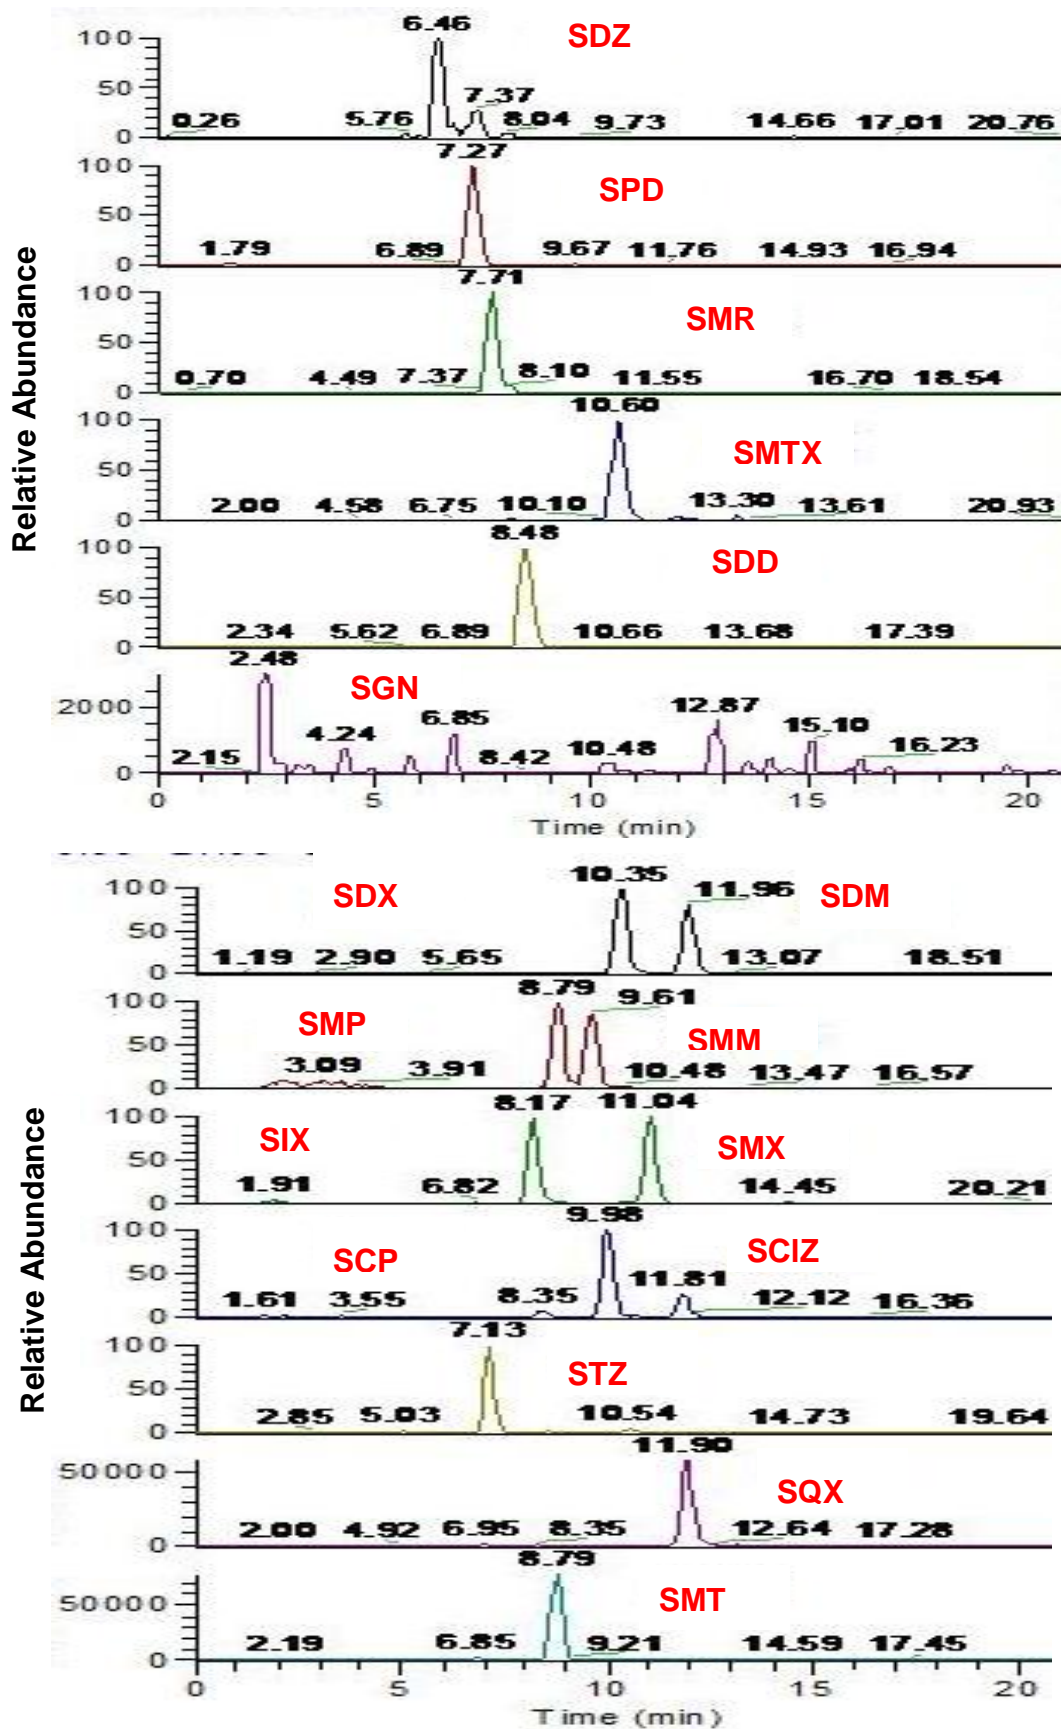 6.46
SDZ
100
50
7.37
0.26 5.76 8.04 9.73 14.66 17.01 20.76
0
7.27
100
SPD
50
1.79 6.89 9.67 11.76 14.93 16.94
0
7.71
100
SMR
50
0.70 4.49 7.37 8.10 11.55 16.70 18.54
0
10.60
100
SMTX
50
2.00 4.58 6.75 10.10 13.30 13.61 20.93
0
8.48
100
SDD
50
2.34 5.62 6.89 10.66 13.68 17.39
0
2.48
SGN
2000
4.24 6.85 12.87 15.10
2.15 8.42 10.48 16.23
0
0 5 10 15 20
Time (min)
Relative Abundance
10.35
100
SDX
11.96
SDM
50
1.19 2.90 5.65 13.07 18.51
0
8.79
9.61
100
SMP
SMM
50
3.09 3.91 10.48 13.47 16.57
0
8.17 11.04
100
SIX
SMX
50
1.91 6.82 14.45 20.21
0
9.98
100
SCP
SCIZ
50
11.81
1.61 3.55 8.35 12.12 16.36
0
7.13
100
STZ
50
2.85 5.03 10.54 14.73 19.64
0
11.90
50000
SQX
2.00 4.92 6.95 8.35 12.64 17.28
0
8.79
50000
SMT
2.19 6.85 9.21 14.59 17.45
0
0 5 10 15 20
Time (min)
Relative Abundance